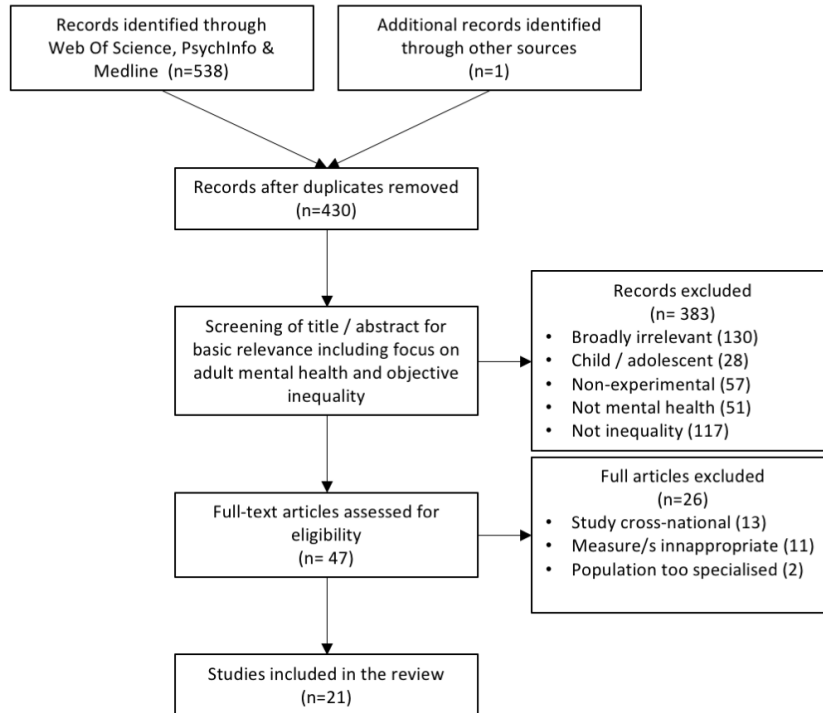 Records identified through
Web Of Science, PsychInfo &
Medline (n=538)
Additional records identified
through other sources
(n=1)
Records after duplicates removed
(n=430)
Screening of title / abstract for
basic relevance including focus on
adult mental health and objective
inequality
Records excluded
(n= 383)
• Broadly irrelevant (130)
• Child / adolescent (28)
• Non-experimental (57)
• Not mental health (51)
• Not inequality (117)
Full-text articles assessed for
eligibility
(n= 47)
Full articles excluded
(n=26)
• Study cross-national (13)
• Measure/s innappropriate (11)
• Population too specialised (2)
Studies included in the review
(n=21)